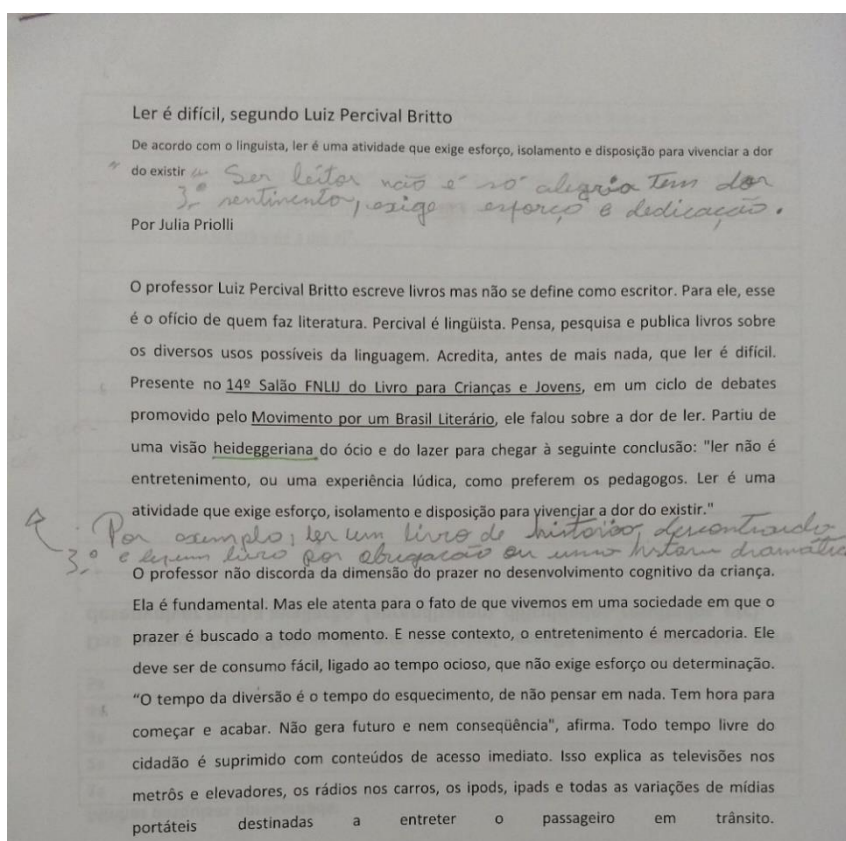 Ler é difícil, segundo Luiz Percival Britto
De acordo com o linguista, ler é uma atividade que exige esforço, isolamento e disposição para vivenciar a dor
do existir Ser leitor não é só alegria tem dor
3.º sentimento, exige esforço e dedicação.
Por Julia Priolli
O professor Luiz Percival Britto escreve livros mas não se define como escritor. Para ele, esse
é o ofício de quem faz literatura. Percival é lingüista. Pensa, pesquisa e publica livros sobre
os diversos usos possíveis da linguagem. Acredita, antes de mais nada, que ler é difícil.
Presente no 14º Salão FNLIJ do Livro para Crianças e Jovens, em um ciclo de debates
promovido pelo Movimento por um Brasil Literário, ele falou sobre a dor de ler. Partiu de
uma visão heideggeriana do ócio e do lazer para chegar à seguinte conclusão: "ler não é
entretenimento, ou uma experiência lúdica, como preferem os pedagogos. Ler é uma
atividade que exige esforço, isolamento e disposição para vivenciar a dor do existir."
Por exemplo, ler um livro de descontraído
3.º e ler um livro por ou uma dramátic
O professor não discorda da dimensão do prazer no desenvolvimento cognitivo da criança.
Ela é fundamental. Mas ele atenta para o fato de que vivemos em uma sociedade em que o
prazer é buscado a todo momento. E nesse contexto, o entretenimento é mercadoria. Ele
deve ser de consumo fácil, ligado ao tempo ocioso, que não exige esforço ou determinação.
“O tempo da diversão é o tempo do esquecimento, de não pensar em nada. Tem hora para
começar e acabar. Não gera futuro e nem conseqüência", afirma. Todo tempo livre do
cidadão é suprimido com conteúdos de acesso imediato. Isso explica as televisões nos
metrôs e elevadores, os rádios nos carros, os ipods, ipads e todas as variações de mídias
portáteis destinadas a entreter o passageiro em trânsito.